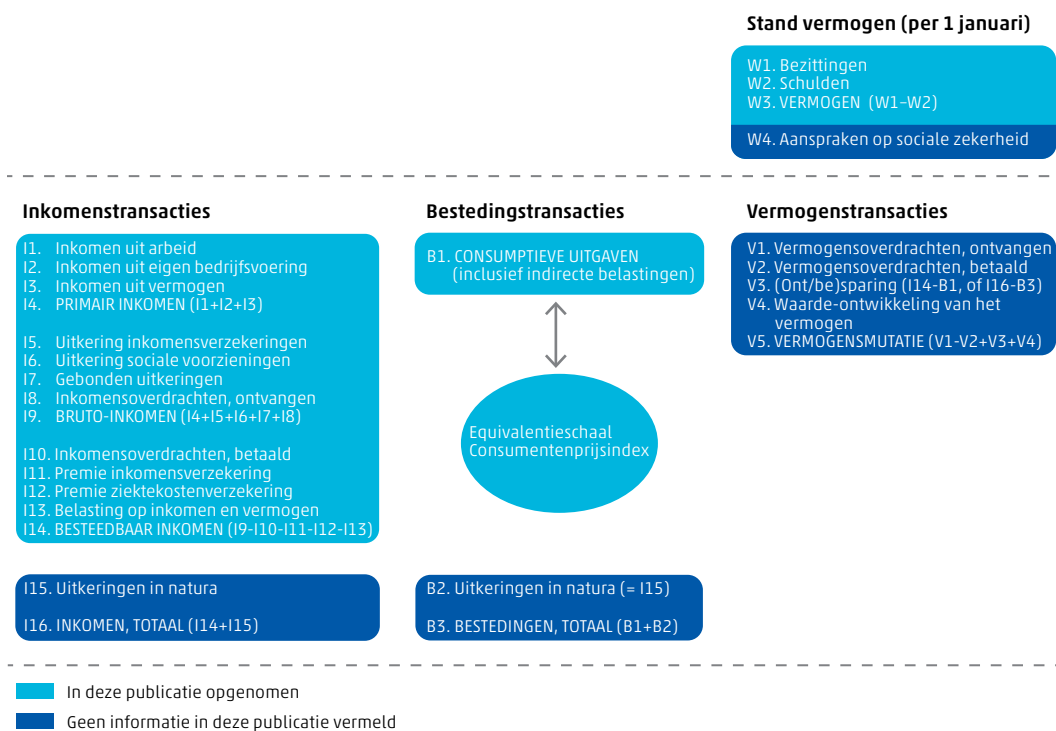 Stand vermogen (per 1 januari)
W1. Bezittingen
W2. Schulden
W3. VERMOGEN (W1–W2)
W4. Aanspraken op sociale zekerheid
Inkomenstransacties
I1. Inkomen uit arbeid
I2. Inkomen uit eigen bedrijfsvoering
I3. Inkomen uit vermogen
I4. PRIMAIR INKOMEN (I1+I2+I3)
I5. Uitkering inkomensverzekeringen
I6. Uitkering sociale voorzieningen
I7. Gebonden uitkeringen
I8. Inkomensoverdrachten, ontvangen
I9. BRUTO-INKOMEN (I4+I5+I6+I7+I8)
I10. Inkomensoverdrachten, betaald
I11. Premie inkomensverzekering
I12. Premie ziektekostenverzekering
I13. Belasting op inkomen en vermogen
I14. BESTEEDBAAR INKOMEN (I9-I10-I11-I12-I13)
I15. Uitkeringen in natura
I16. INKOMEN, TOTAAL (I14+I15)
Bestedingstransacties
B1. CONSUMPTIEVE UITGAVEN
(inclusief indirecte belastingen)
Equivalentieschaal
Consumentenprijsindex
B2. Uitkeringen in natura (= I15)
B3. BESTEDINGEN, TOTAAL (B1+B2)
Vermogenstransacties
V1. Vermogensoverdrachten, ontvangen
V2. Vermogensoverdrachten, betaald
V3. (Ont/be)sparing (I14-B1, of I16-B3)
V4. Waarde-ontwikkeling van het
vermogen
V5. VERMOGENSMUTATIE (V1-V2+V3+V4)
In deze publicatie opgenomen
Geen informatie in deze publicatie vermeld